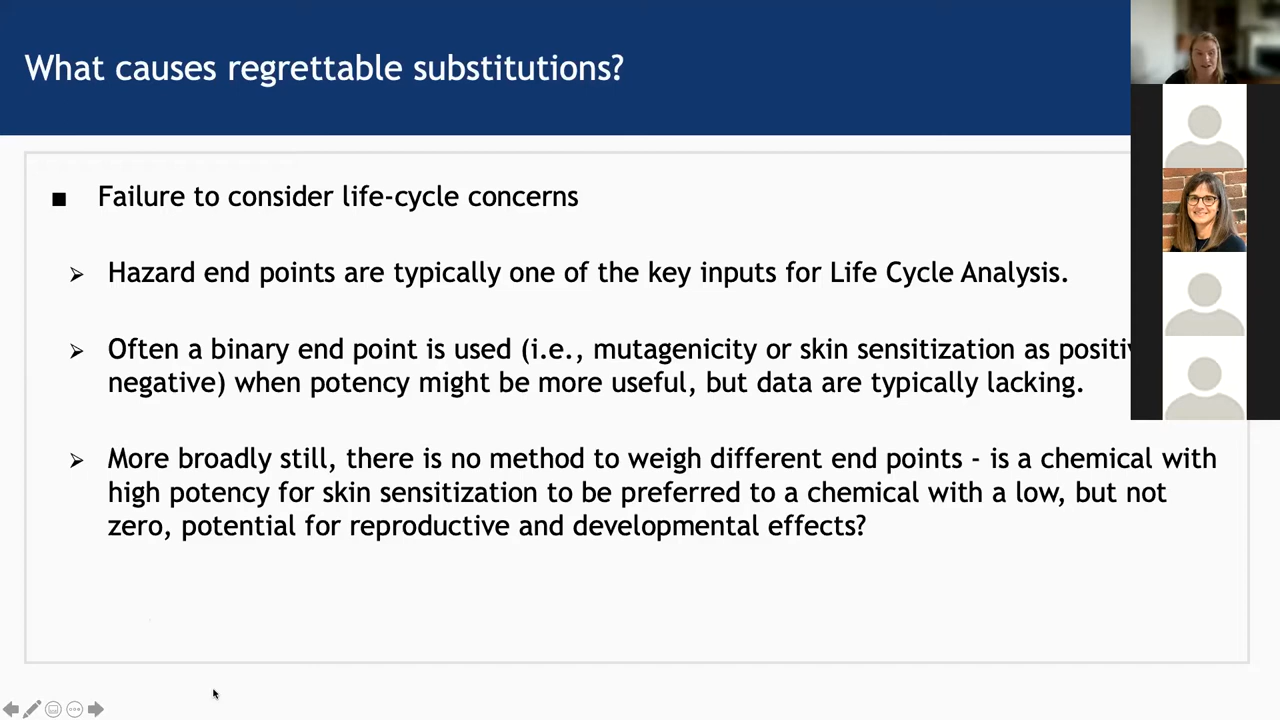 What causes regrettable substitutions?
■ Failure to consider life-cycle concerns
➢ Hazard end points are typically one of the key inputs for Life Cycle Analysis.
➢ Often a binary end point is used (i.e., mutagenicity or skin sensitization as
negative) when potency might be more useful, but data are typically lacking.
➢ More broadly still, there is no method to weigh different end points - is a chemical with
high potency for skin sensitization to be preferred to a chemical with a low, but not
zero, potential for reproductive and developmental effects?